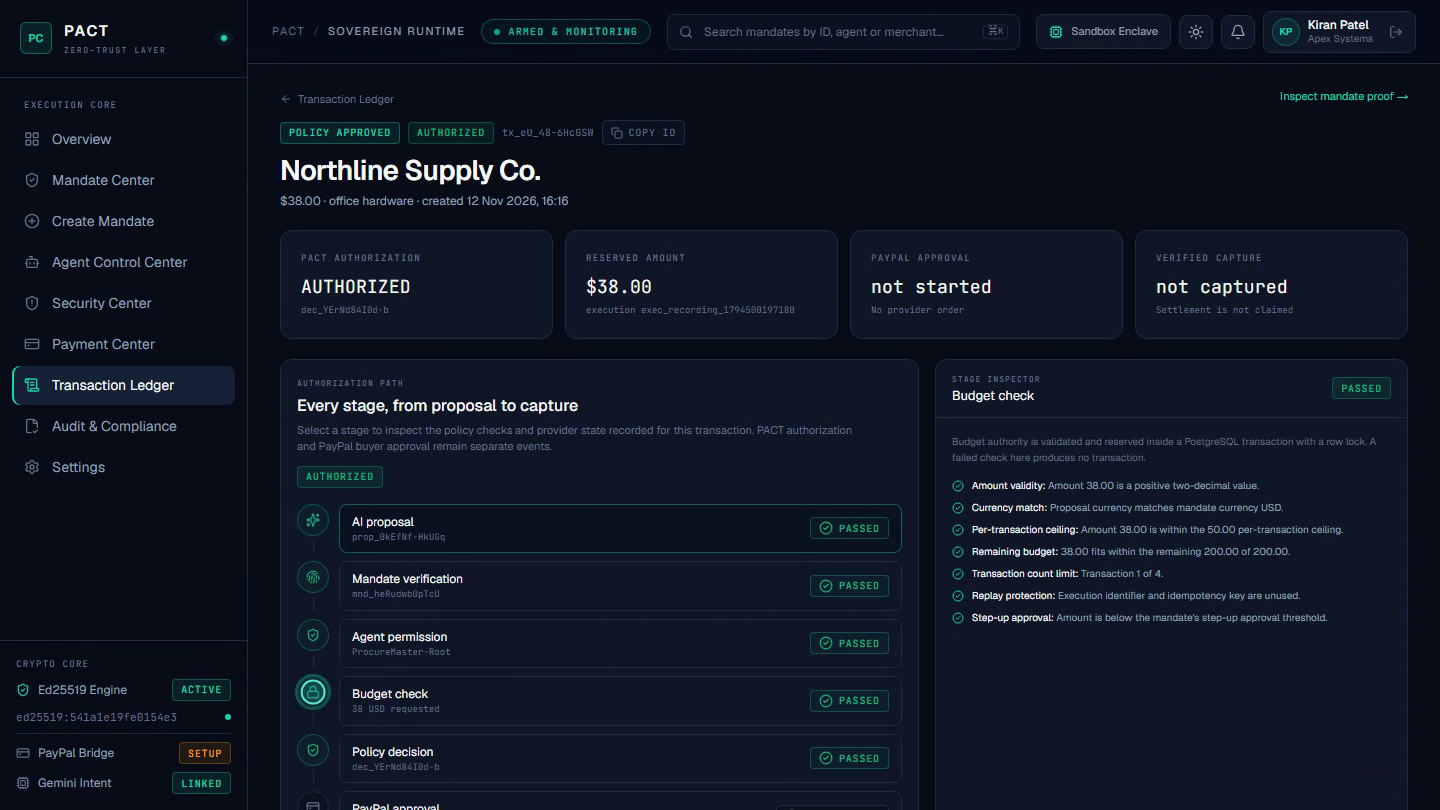 PC
PACT
ZERO-TRUST LAYER
EXECUTION CORE
Overview
Mandate Center
Create Mandate
Agent Control Center
Security Center
Payment Center
Transaction Ledger
Audit & Compliance
Settings
CRYPTO CORE
Ed25519 Engine
ACTIVE
ed25519:541a1e19fe0154e3
PayPal Bridge
SETUP
Gemini Intent
LINKED
PACT / SOVEREIGN RUNTIME
ARMED & MONITORING
Search mandates by ID, agent or merchant...
⌘K
Sandbox Enclave
KP
Kiran Patel
Apex Systems
← Transaction Ledger
Inspect mandate proof →
POLICY APPROVED
AUTHORIZED
tx_oU_48-6HcGSW
COPY ID
Northline Supply Co.
$38.00 · office hardware · created 12 Nov 2026, 16:16
PACT AUTHORIZATION
AUTHORIZED
dec_YErNd84I0d-b
RESERVED AMOUNT
$38.00
execution exec_recording_1794500197180
PAYPAL APPROVAL
not started
No provider order
VERIFIED CAPTURE
not captured
Settlement is not claimed
AUTHORIZATION PATH
Every stage, from proposal to capture
Select a stage to inspect the policy checks and provider state recorded for this transaction. PACT authorization
and PayPal buyer approval remain separate events.
AUTHORIZED
AI proposal
prop_0kEfNf-HkUGq
PASSED
Mandate verification
mnd_heRudwb0pTcU
PASSED
Agent permission
ProcureMaster-Root
PASSED
Budget check
38 USD requested
PASSED
Policy decision
dec_YErNd84I0d-b
PASSED
PayPal approval
STAGE INSPECTOR
Budget check
PASSED
Budget authority is validated and reserved inside a PostgreSQL transaction with a row lock. A
failed check here produces no transaction.
Amount validity: Amount 38.00 is a positive two-decimal value.
Currency match: Proposal currency matches mandate currency USD.
Per-transaction ceiling: Amount 38.00 is within the 50.00 per-transaction ceiling.
Remaining budget: 38.00 fits within the remaining 200.00 of 200.00.
Transaction count limit: Transaction 1 of 4.
Replay protection: Execution identifier and idempotency key are unused.
Step-up approval: Amount is below the mandate's step-up approval threshold.